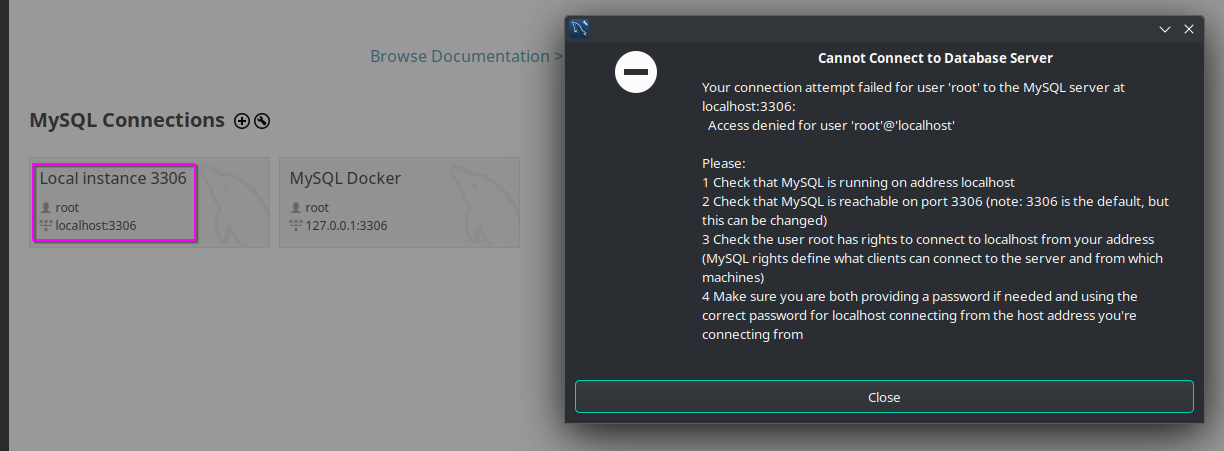 Browse Documentation >
MySQL Connections
Local instance 3306
root
localhost:3306
MySQL Docker
root
127.0.0.1:3306
Cannot Connect to Database Server
Your connection attempt failed for user 'root' to the MySQL server at
localhost:3306:
Access denied for user 'root'@'localhost'
Please:
1 Check that MySQL is running on address localhost
2 Check that MySQL is reachable on port 3306 (note: 3306 is the default, but
this can be changed)
3 Check the user root has rights to connect to localhost from your address
(MySQL rights define what clients can connect to the server and from which
machines)
4 Make sure you are both providing a password if needed and using the
correct password for localhost connecting from the host address you're
connecting from
Close